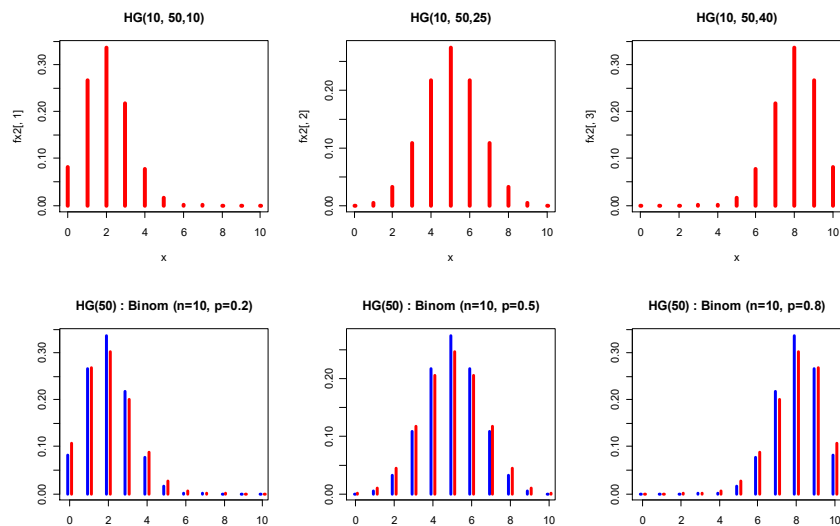 HG(10, 50,10)
fx2[, 1]
0.00 0.10 0.20 0.30
0 2 4 6 8 10
x
HG(10, 50,25)
fx2[, 2]
0.00 0.10 0.20
0 2 4 6 8 10
x
HG(10, 50,40)
fx2[, 3]
0.00 0.10 0.20 0.30
0 2 4 6 8 10
x
HG(50) : Binom (n=10, p=0.2)
0.00 0.10 0.20 0.30
0 2 4 6 8 10
HG(50) : Binom (n=10, p=0.5)
0.00 0.10 0.20
0 2 4 6 8 10
HG(50) : Binom (n=10, p=0.8)
0.00 0.10 0.20 0.30
0 2 4 6 8 10